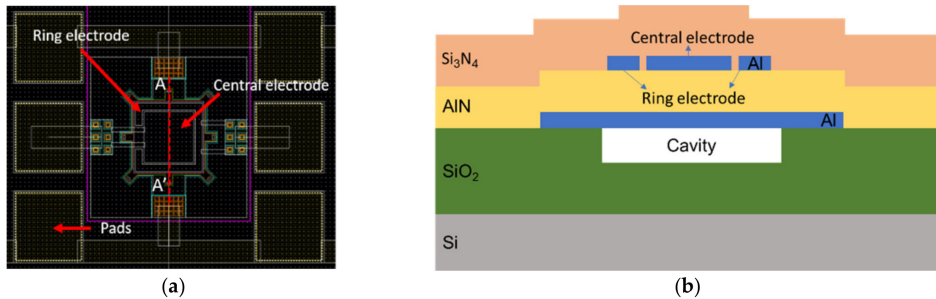 Ring electrode
A
Central electrode
A'
Pads
(a)
Central electrode
Si₃N₄
Al
Ring electrode
AlN
Al
Cavity
SiO₂
Si
(b)